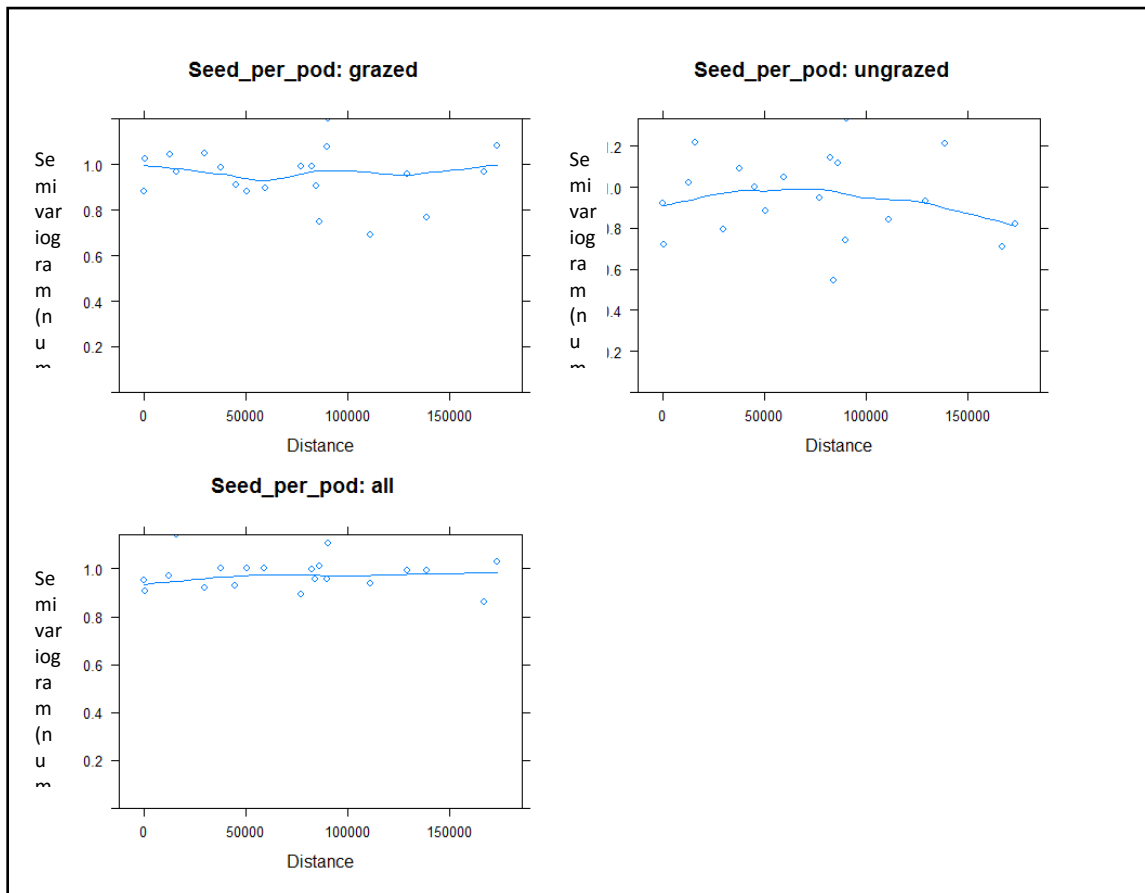 Seed_per_pod: grazed
Se
mi
var
iog
ra
m
(n
u
1.0
0.8
0.6
0.4
0.2
0 50000 100000 150000
Distance
Seed_per_pod: ungrazed
Se
mi
var
iog
ra
m
(n
u
0 50000 100000 150000
Distance
Seed_per_pod: all
Se
mi
var
iog
ra
m
(n
u
1.0
0.8
0.6
0.4
0.2
0 50000 100000 150000
Distance